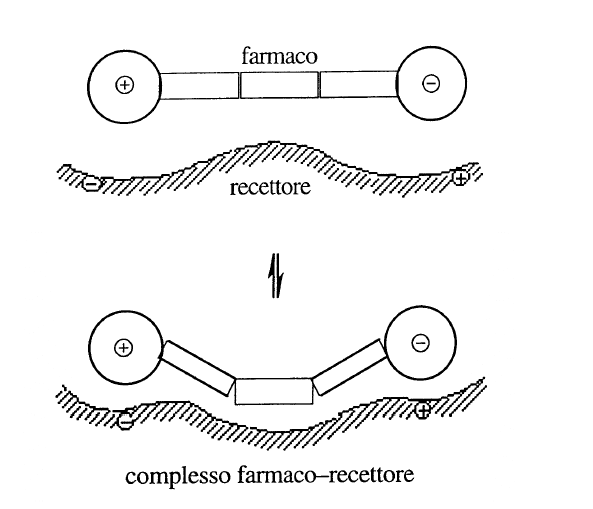 farmaco
+
−
−
+
recettore
+
−
−
+
complesso farmaco–recettore